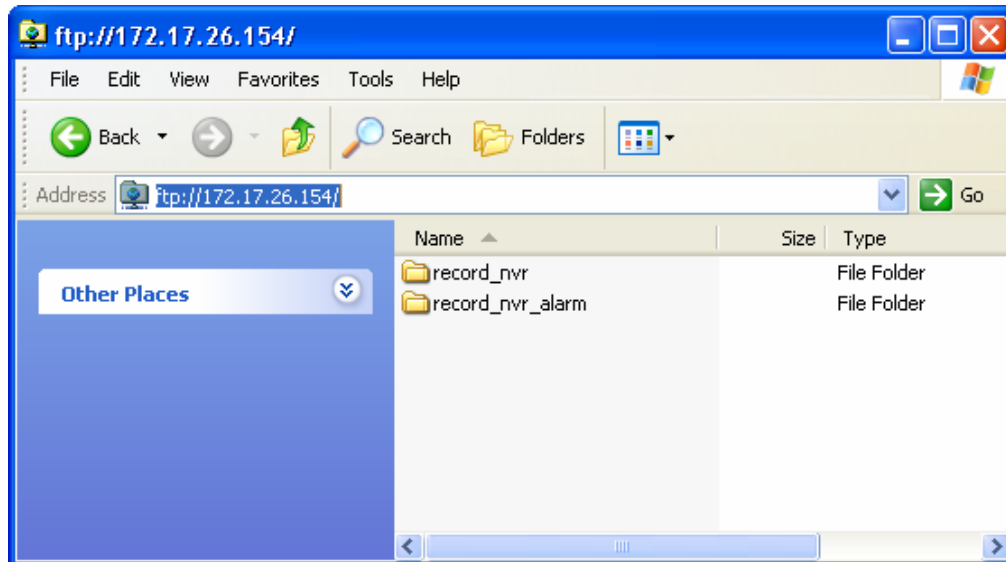 ftp://172.17.26.154/
File Edit View Favorites Tools Help
Back Search Folders
Address ftp://172.17.26.154/ Go
Name Size Type
Other Places
record_nvr File Folder
record_nvr_alarm File Folder